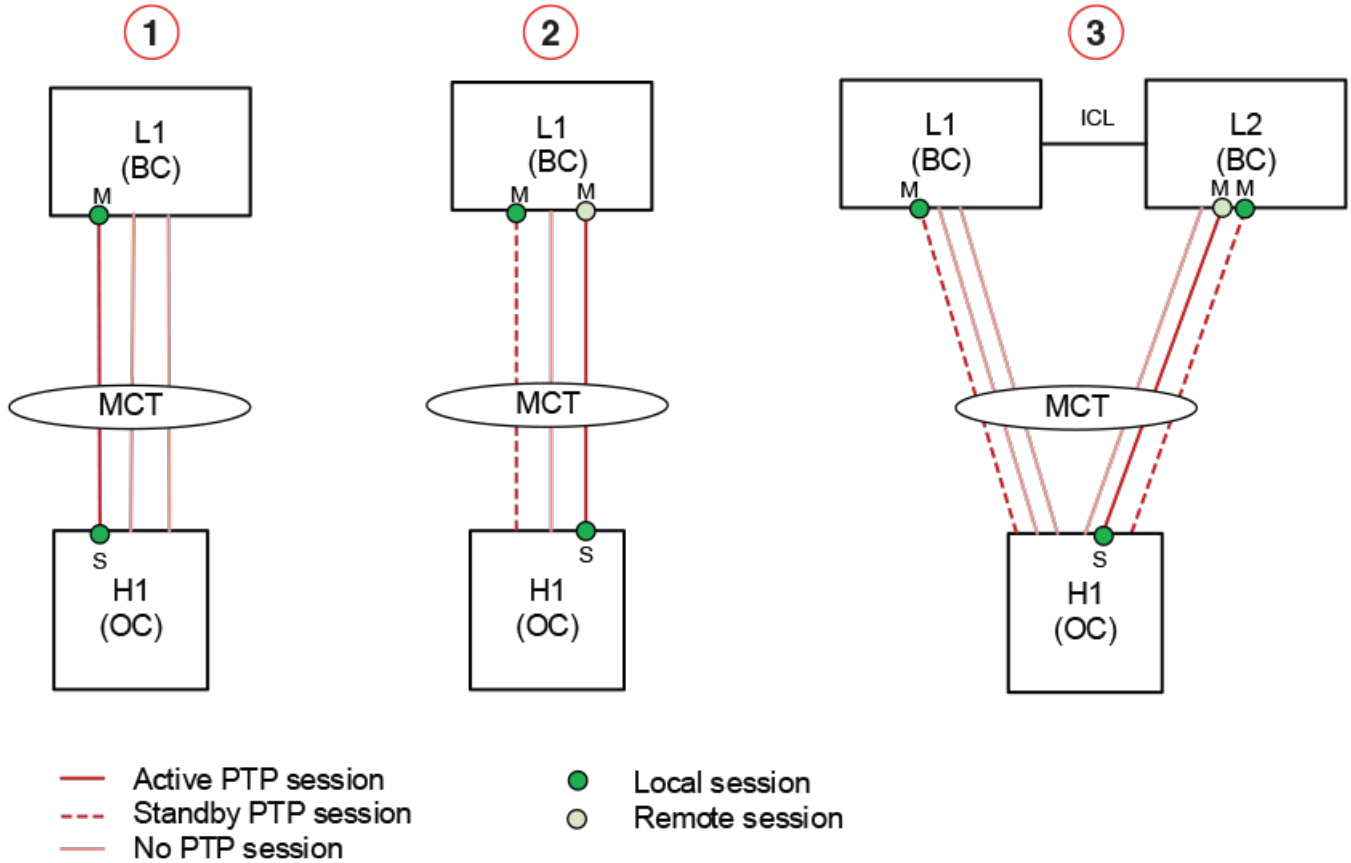 1
L1
(BC)
M
MCT
S
H1
(OC)
2
L1
(BC)
M
M
MCT
S
H1
(OC)
3
L1
(BC)
M
ICL
L2
(BC)
M M
MCT
S
H1
(OC)
Active PTP session
Standby PTP session
No PTP session
Local session
Remote session